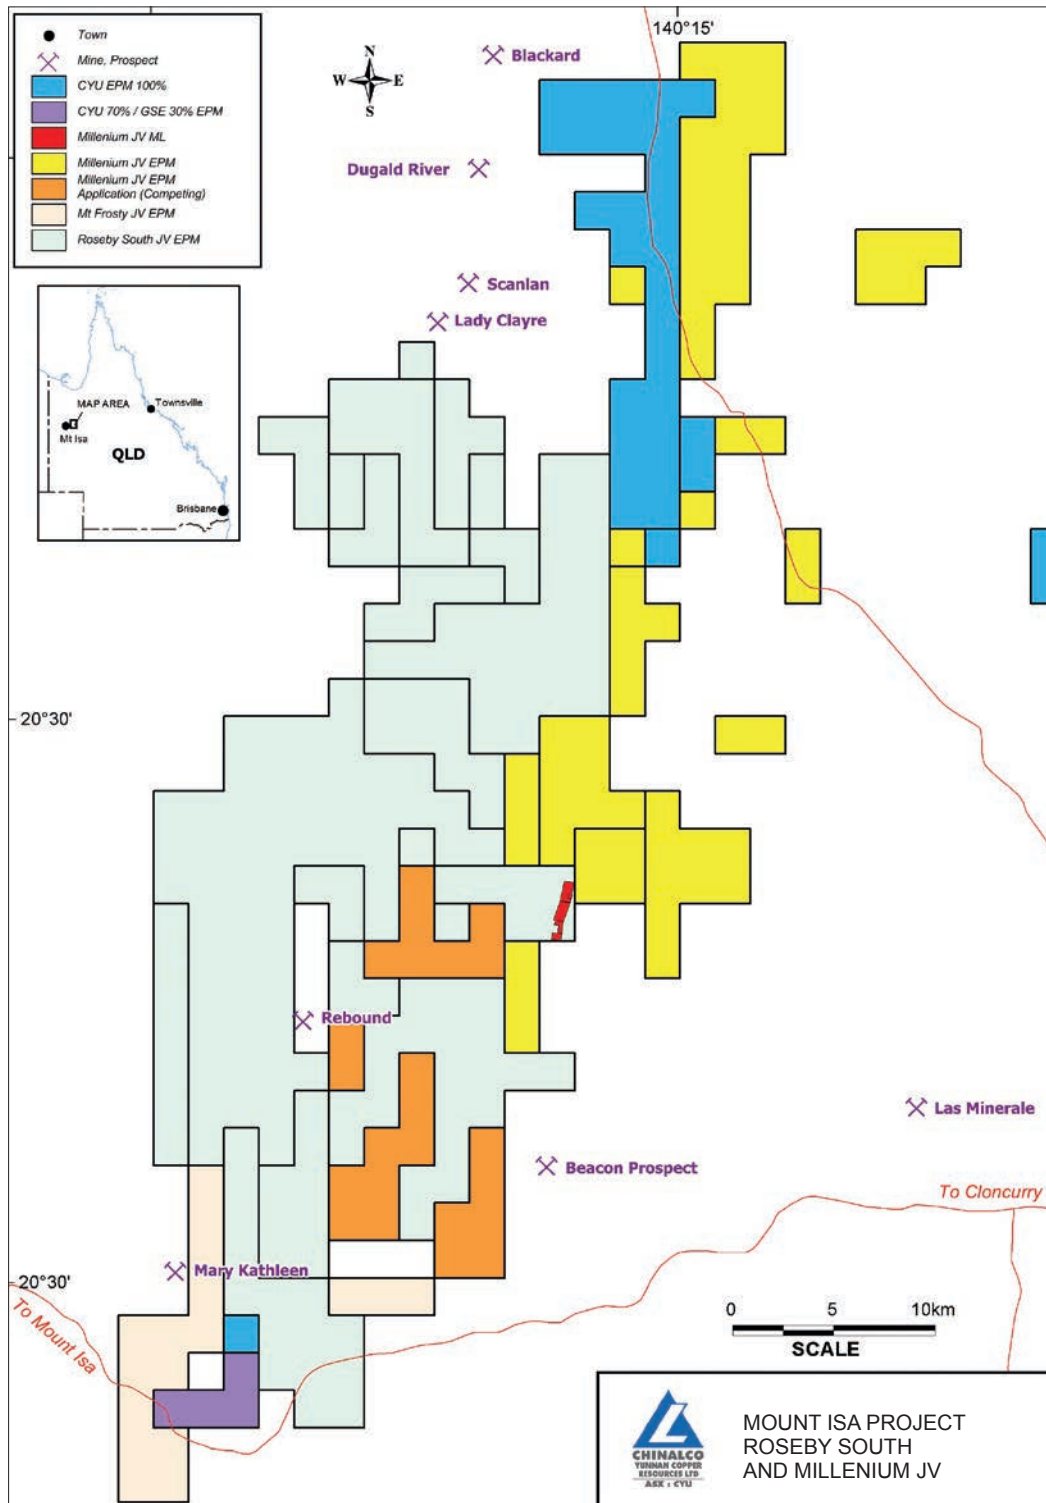 Town
Mine, Prospect
CYU EPM 100%
CYU 70% / GSE 30% EPM
Millenium JV ML
Millenium JV EPM
Millenium JV EPM
Application (Competing)
Mt Frosty JV EPM
Roseby South JV EPM
N
W E
S
140°15'
Blackard
Dugald River
Scanlan
Lady Clayre
MAP AREA
Townsville
Mt Isa
QLD
Brisbane
20°30'
Rebound
Las Minerale
Beacon Prospect
To Cloncurry
Mary Kathleen
20°30'
To Mount Isa
0 5 10km
SCALE
CHINALCO
YUNNAN COPPER
RESOURCES LTD
ASX : CYU
MOUNT ISA PROJECT
ROSEBY SOUTH
AND MILLENIUM JV